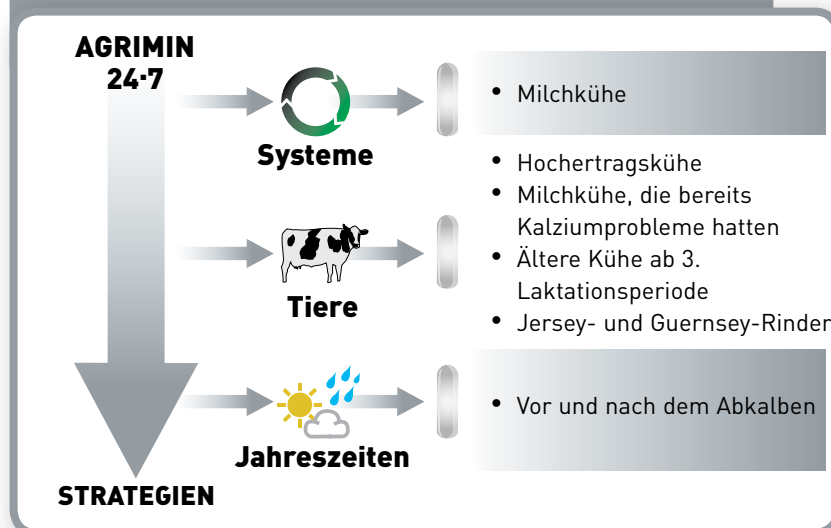 AGRIMIN
24·7
Systeme
• Milchkühe
Tiere
• Hochertragskühe
• Milchkühe, die bereits
Kalziumprobleme hatten
• Ältere Kühe ab 3.
Laktationsperiode
• Jersey- und Guernsey-Rinder
Jahreszeiten
• Vor und nach dem Abkalben
STRATEGIEN